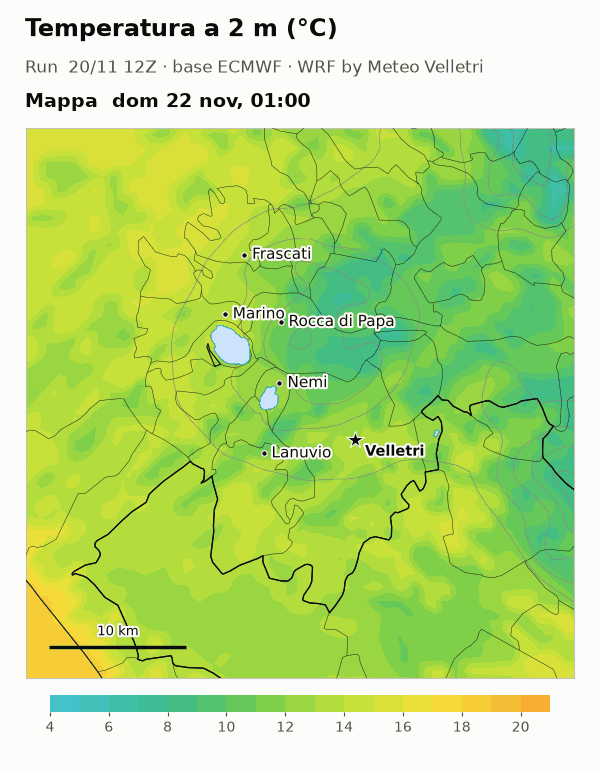 Temperatura a 2 m (°C)
Run  20/11 12Z · base ECMWF · WRF by Meteo Velletri
Mappa  dom 22 nov, 01:00
Frascati
Marino
Rocca di Papa
Nemi
Velletri
Lanuvio
10 km
4 6 8 10 12 14 16 18 20